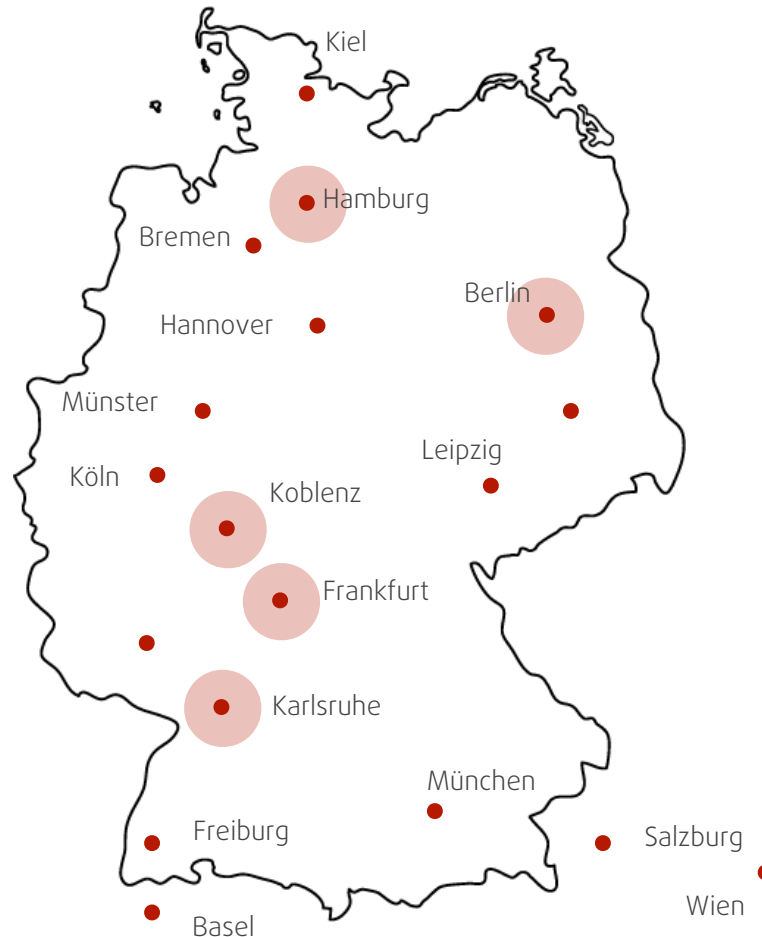 Kiel
Hamburg
Bremen
Berlin
Hannover
Münster
Leipzig
Köln
Koblenz
Frankfurt
Karlsruhe
München
Freiburg
Salzburg
Wien
Basel